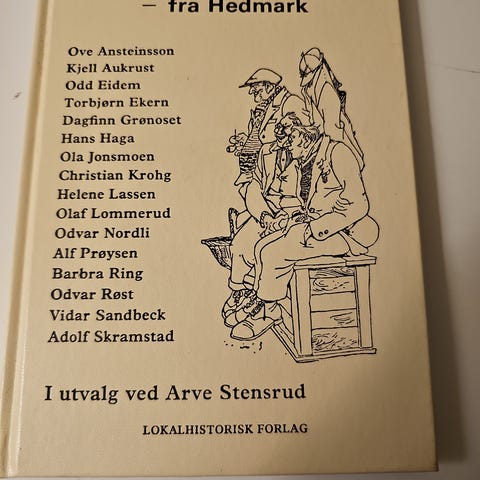 – fra Hedmark
Ove Ansteinsson
Kjell Aukrust
Odd Eidem
Torbjørn Ekern
Dagfinn Grønoset
Hans Haga
Ola Jonsmoen
Christian Krohg
Helene Lassen
Olaf Lommerud
Odvar Nordli
Alf Prøysen
Barbra Ring
Odvar Røst
Vidar Sandbeck
Adolf Skramstad
I utvalg ved Arve Stensrud
LOKALHISTORISK FORLAG